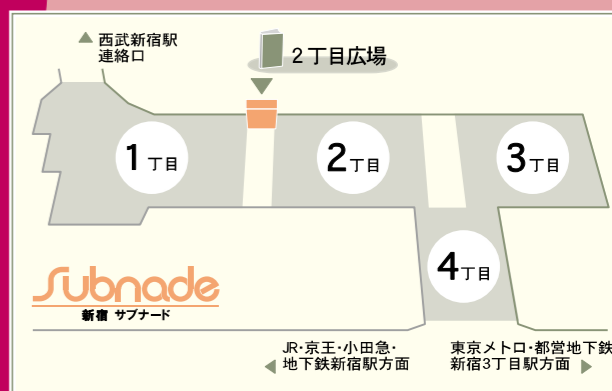 西武新宿駅
連絡口
2丁目広場
1丁目
2丁目
3丁目
4丁目
Subnade
新宿 サブナード
JR・京王・小田急・
地下鉄新宿駅方面
東京メトロ・都営地下鉄
新宿3丁目駅方面